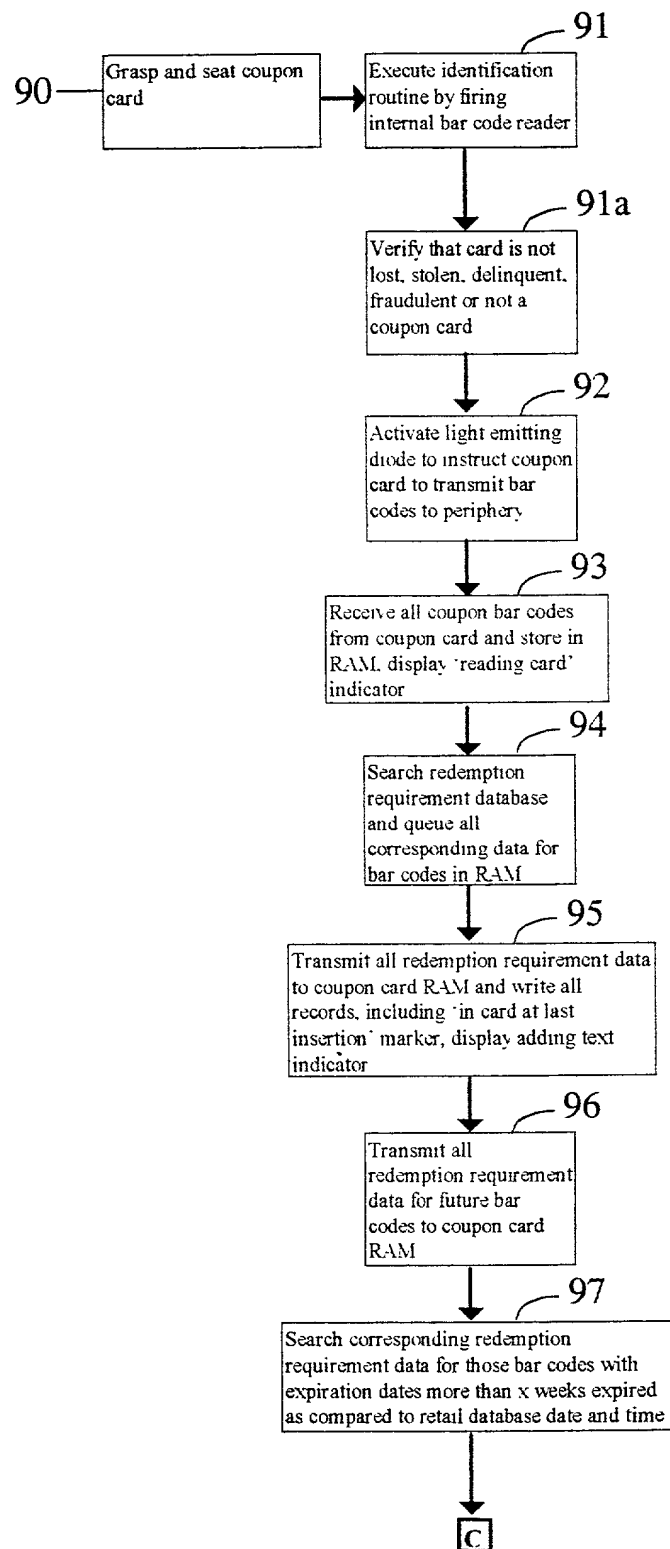 91
90
Grasp and seat coupon
card
Execute identification
routine by firing
internal bar code reader
91a
Verify that card is not
lost, stolen, delinquent,
fraudulent or not a
coupon card
92
Activate light emitting
diode to instruct coupon
card to transmit bar
codes to periphery
93
Receive all coupon bar codes
from coupon card and store in
RAM, display 'reading card'
indicator
94
Search redemption
requirement database
and queue all
corresponding data for
bar codes in RAM
95
Transmit all redemption requirement data
to coupon card RAM and write all
records, including 'in card at last
insertion' marker, display adding text
indicator
96
Transmit all
redemption requirement
data for future bar
codes to coupon card
RAM
97
Search corresponding redemption
requirement data for those bar codes with
expiration dates more than x weeks expired
as compared to retail database date and time
C